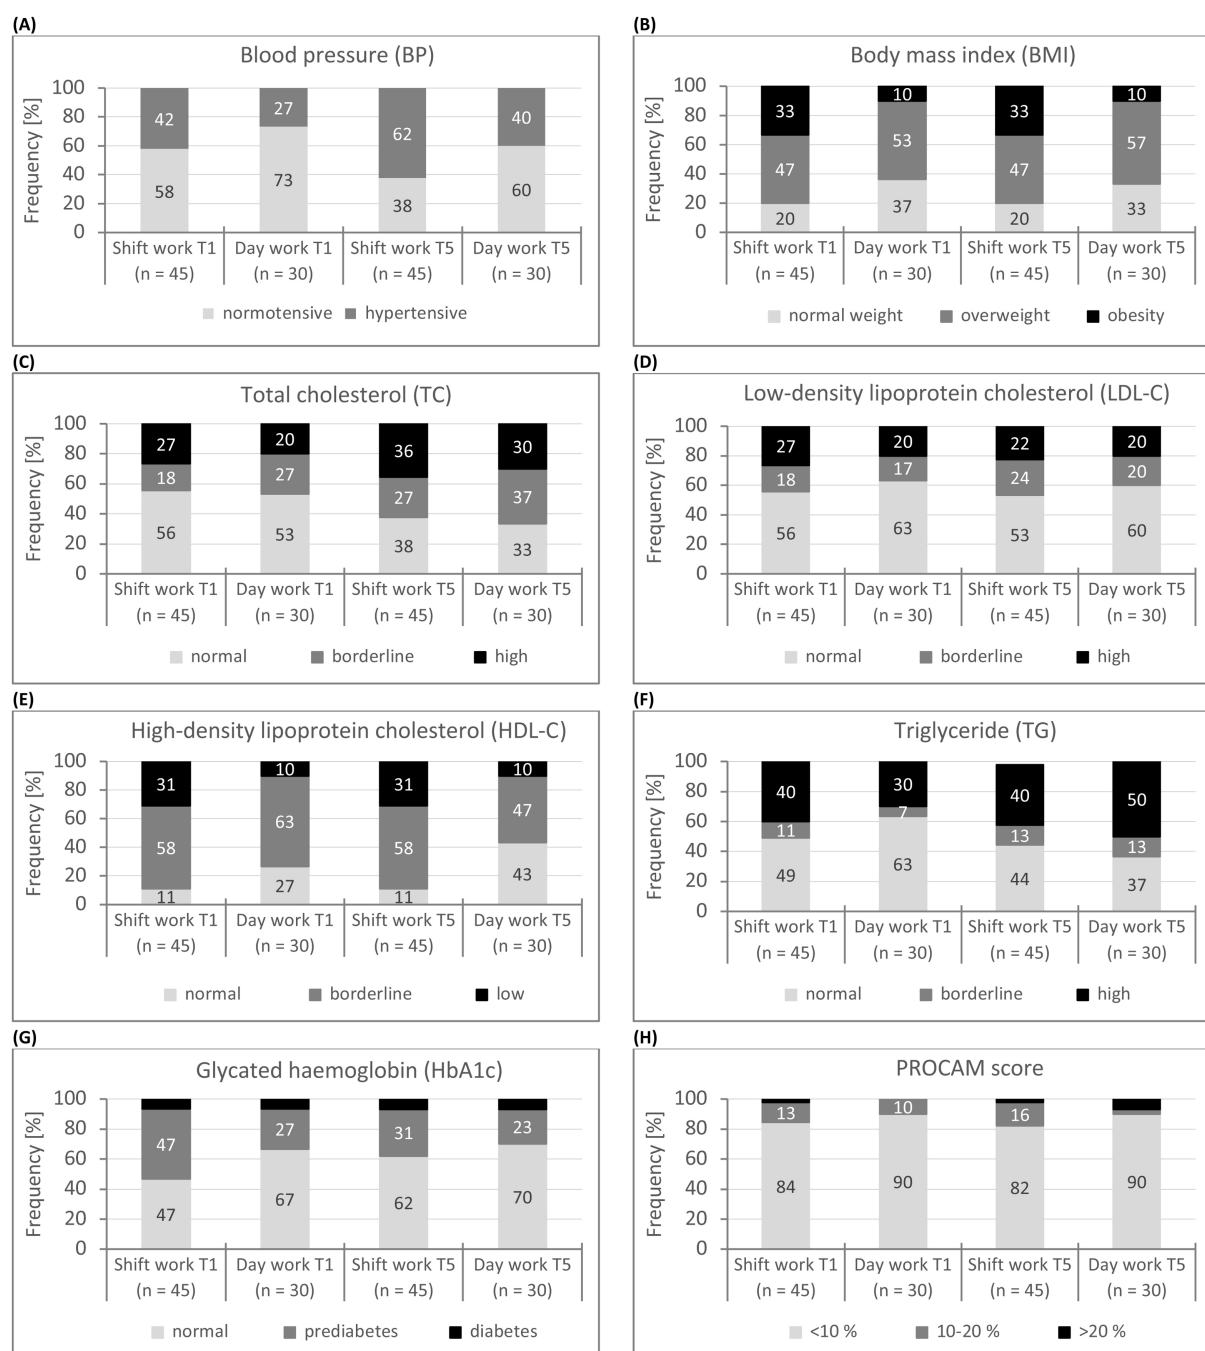 (A)
Blood pressure (BP)
Frequency [%]
100
80
60
40
20
0
42
27
62
40
58
73
38
60
Shift work T1
(n = 45)
Day work T1
(n = 30)
Shift work T5
(n = 45)
Day work T5
(n = 30)
normotensive
hypertensive
(B)
Body mass index (BMI)
Frequency [%]
100
80
60
40
20
0
33
10
33
10
47
53
47
57
20
37
20
33
Shift work T1
(n = 45)
Day work T1
(n = 30)
Shift work T5
(n = 45)
Day work T5
(n = 30)
normal weight
overweight
obesity
(C)
Total cholesterol (TC)
Frequency [%]
100
80
60
40
20
0
27
20
36
30
18
27
27
37
56
53
38
33
Shift work T1
(n = 45)
Day work T1
(n = 30)
Shift work T5
(n = 45)
Day work T5
(n = 30)
normal
borderline
high
(D)
Low-density lipoprotein cholesterol (LDL-C)
Frequency [%]
100
80
60
40
20
0
27
20
22
20
18
17
24
20
56
63
53
60
Shift work T1
(n = 45)
Day work T1
(n = 30)
Shift work T5
(n = 45)
Day work T5
(n = 30)
normal
borderline
high
(E)
High-density lipoprotein cholesterol (HDL-C)
Frequency [%]
100
80
60
40
20
0
31
10
31
10
58
63
58
47
11
27
11
43
Shift work T1
(n = 45)
Day work T1
(n = 30)
Shift work T5
(n = 45)
Day work T5
(n = 30)
normal
borderline
low
(F)
Triglyceride (TG)
Frequency [%]
100
80
60
40
20
0
40
30
40
50
11
7
13
13
49
63
44
37
Shift work T1
(n = 45)
Day work T1
(n = 30)
Shift work T5
(n = 45)
Day work T5
(n = 30)
normal
borderline
high
(G)
Glycated haemoglobin (HbA1c)
Frequency [%]
100
80
60
40
20
0
47
27
31
23
47
67
62
70
Shift work T1
(n = 45)
Day work T1
(n = 30)
Shift work T5
(n = 45)
Day work T5
(n = 30)
normal
prediabetes
diabetes
(H)
PROCAM score
Frequency [%]
100
80
60
40
20
0
13
10
16
84
90
82
90
Shift work T1
(n = 45)
Day work T1
(n = 30)
Shift work T5
(n = 45)
Day work T5
(n = 30)
<10 %
10-20 %
>20 %